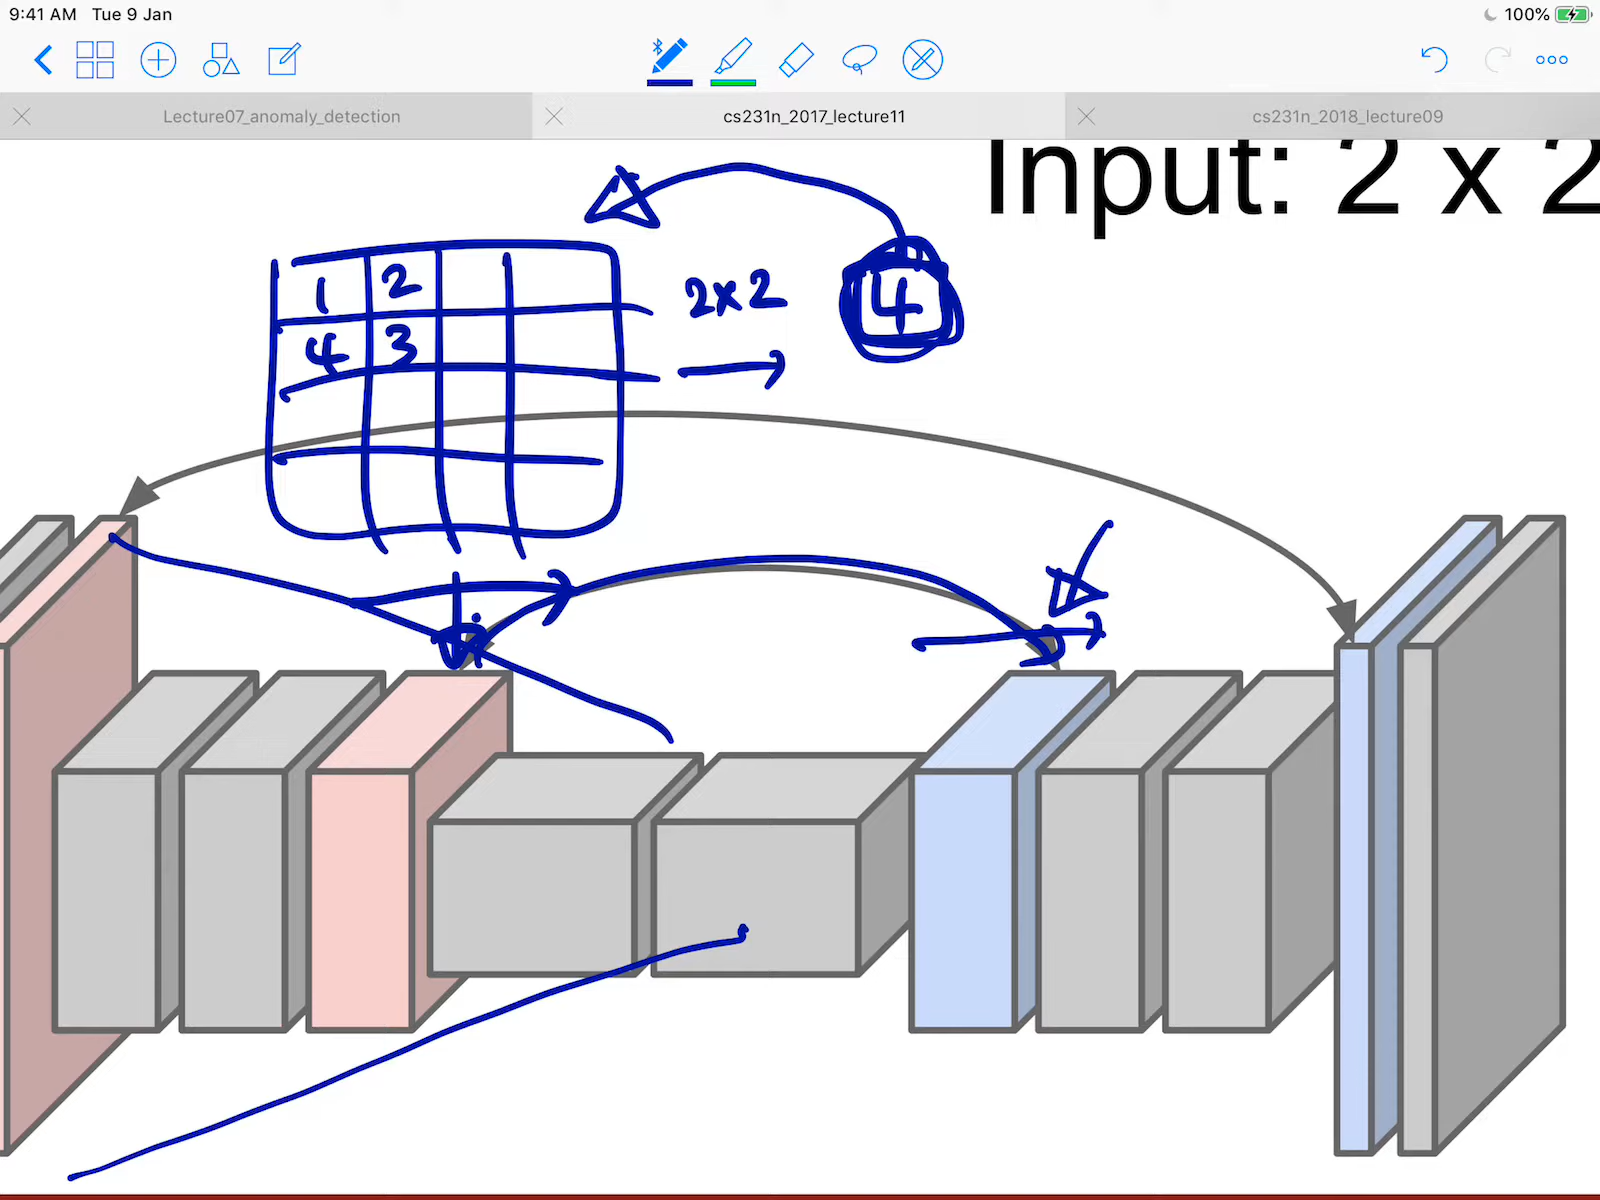 9:41 AM Tue 9 Jan
100%
Lecture07_anomaly_detection
cs231n_2017_lecture11
cs231n_2018_lecture09
Input: 2 x 2
1 2
4 3
2x2
4